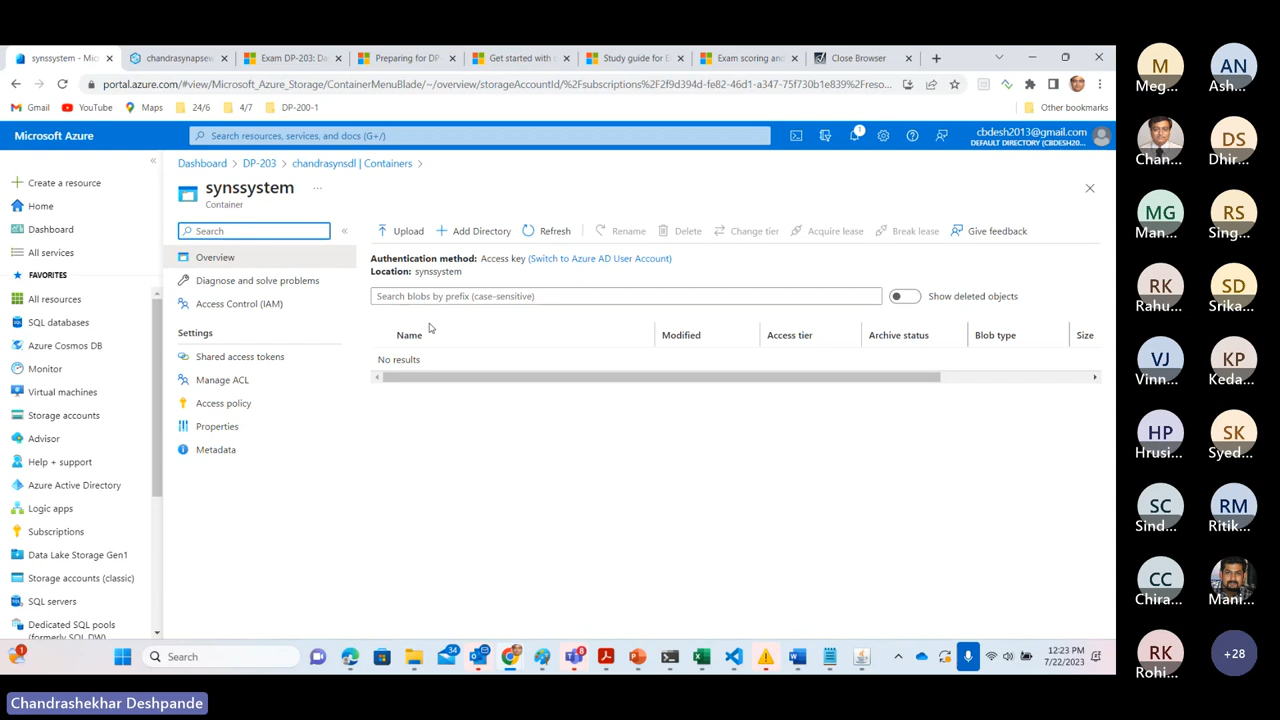 synssystem - Mic
chandrasynapsew
Exam DP-203: Da
Preparing for DP-
Get started with
Study guide for E
Exam scoring and
Close Browser
portal.azure.com/#view/Microsoft_Azure_Storage/ContainerMenuBlade/~/overview/storageAccountId/%2Fsubscriptions%2F2f9d394d-fe82-61d4-a347-75f730b1e839%2Freso...
Gmail
YouTube
Maps
24/6
4/7
DP-200-1
Other bookmarks
Microsoft Azure
Search resources, services, and docs (G+/)
1
cbdesh2013@gmail.com
DEFAULT DIRECTORY (CBDESH20...
Create a resource
Home
Dashboard
All services
FAVORITES
All resources
SQL databases
Azure Cosmos DB
Monitor
Virtual machines
Storage accounts
Advisor
Help + support
Azure Active Directory
Logic apps
Subscriptions
Data Lake Storage Gen1
Storage accounts (classic)
SQL servers
Dedicated SQL pools
(formerly SQL DW)
Dashboard > DP-203 > chandrasynsdl | Containers >
synssystem ...
Container
Search
Overview
Diagnose and solve problems
Access Control (IAM)
Settings
Shared access tokens
Manage ACL
Access policy
Properties
Metadata
Upload
Add Directory
Refresh
Rename
Delete
Change tier
Acquire lease
Break lease
Give feedback
Authentication method: Access key (Switch to Azure AD User Account)
Location: synssystem
Search blobs by prefix (case-sensitive)
Show deleted objects
Name
Modified
Access tier
Archive status
Blob type
Size
No results
1
Search
34
8
12:23 PM
7/22/2023
M
Meg...
AN
Ash...
Chan...
DS
Dhir...
MG
Man...
RS
Sing...
RK
Rahu...
SD
Srika...
VJ
Vinn...
KP
Keda...
HP
Hrusi...
SK
Syed...
SC
Sind...
RM
Ritik...
CC
Chira...
Mani...
RK
Rohi...
+28
Chandrashekhar Deshpande